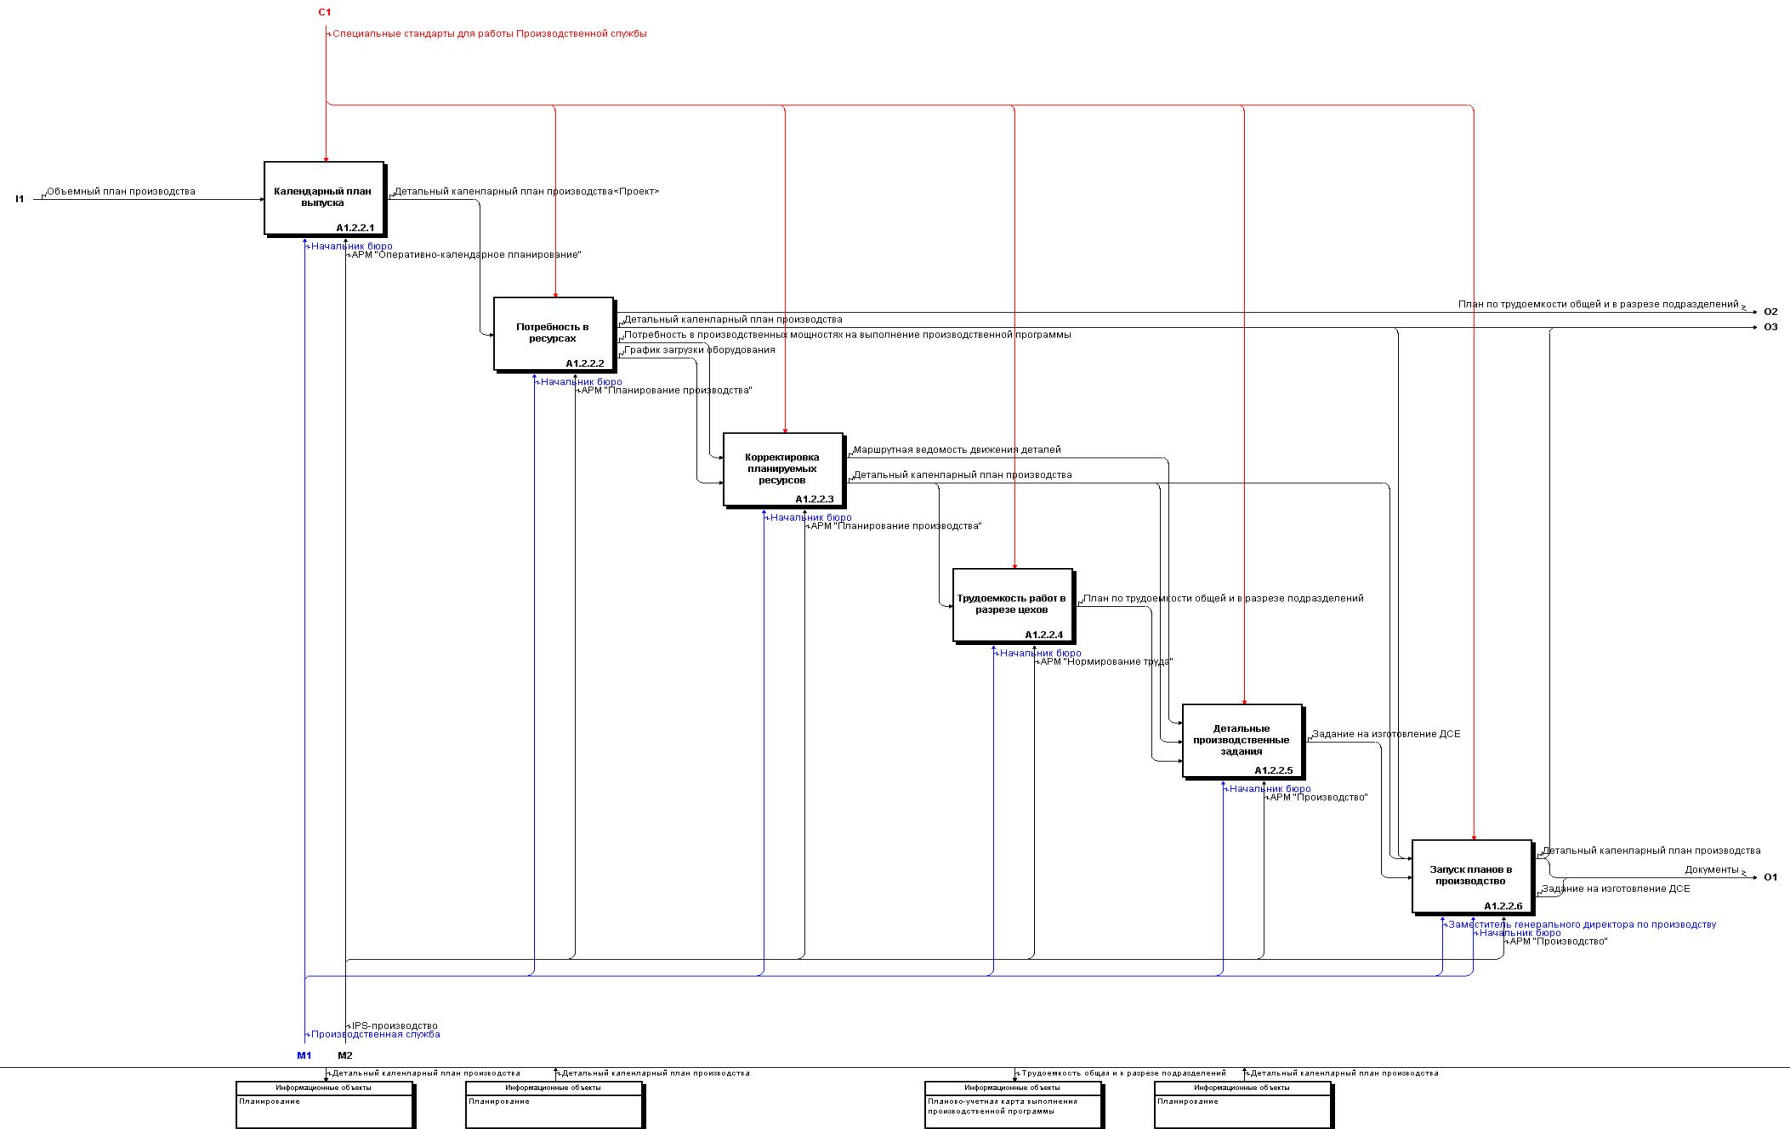 C1
Специальные стандарты для работы Производственной службы
I1
Объемный план производства
Календарный план
выпуска
A1.2.2.1
Детальный каленларный план производства<Проект>
Начальник бюро
АРМ "Оперативно-календарное планирование"
План по трудоемкости общей и в разрезе подразделений
O2
Потребность в
ресурсах
A1.2.2.2
Детальный каленларный план производства
O3
Потребность в производственных мощностях на выполнение производственной программы
График загрузки оборудования
Начальник бюро
АРМ "Планирование производства"
Корректировка
планируемых
ресурсов
A1.2.2.3
Маршрутная ведомость движения деталей
Детальный каленларный план производства
Начальник бюро
АРМ "Планирование производства"
Трудоемкость работ в
разрезе цехов
A1.2.2.4
План по трудоемкости общей и в разрезе подразделений
Начальник бюро
АРМ "Нормирование труда"
Детальные
производственные
задания
A1.2.2.5
Задание на изготовление ДСЕ
Начальник бюро
АРМ "Производство"
Запуск планов в
производство
A1.2.2.6
Детальный каленларный план производства
Документы
O1
Задание на изготовление ДСЕ
Заместитель генерального директора по производству
Начальник бюро
АРМ "Производство"
IPS-производство
Производственная служба
M1
M2
Детальный каленларный план производства
Информационные объекты
Планирование
Детальный каленларный план производства
Информационные объекты
Планирование
Трудоемкость общая и в разрезе подразделений
Информационные объекты
Планово-учетная карта выполнения
производственной программы
Детальный каленларный план производства
Информационные объекты
Планирование